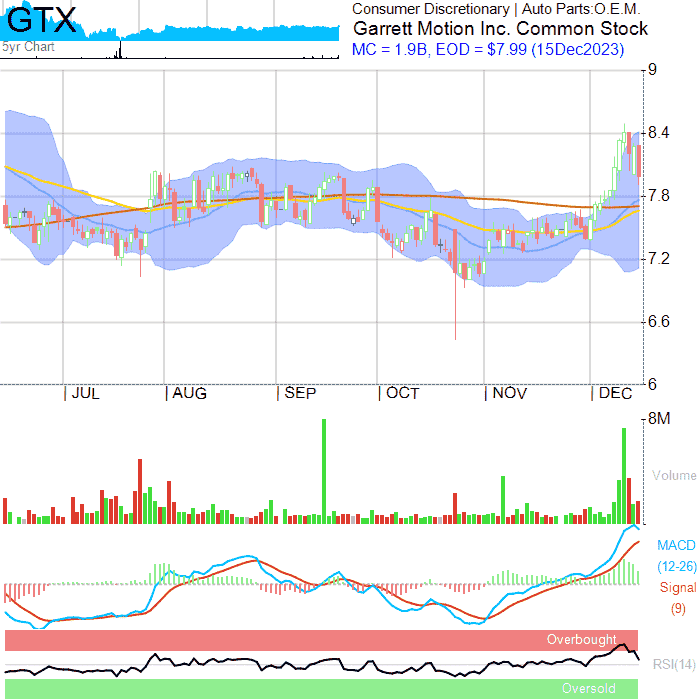 GTX
5yr Chart
Consumer Discretionary | Auto Parts:O.E.M.
Garrett Motion Inc. Common Stock
MC = 1.9B, EOD = $7.99 (15Dec2023)
9
8.4
7.8
7.2
6.6
6
| JUL | AUG | SEP | OCT | NOV | DEC
8M
Volume
MACD
(12-26)
Signal
(9)
Overbought
RSI(14)
Oversold